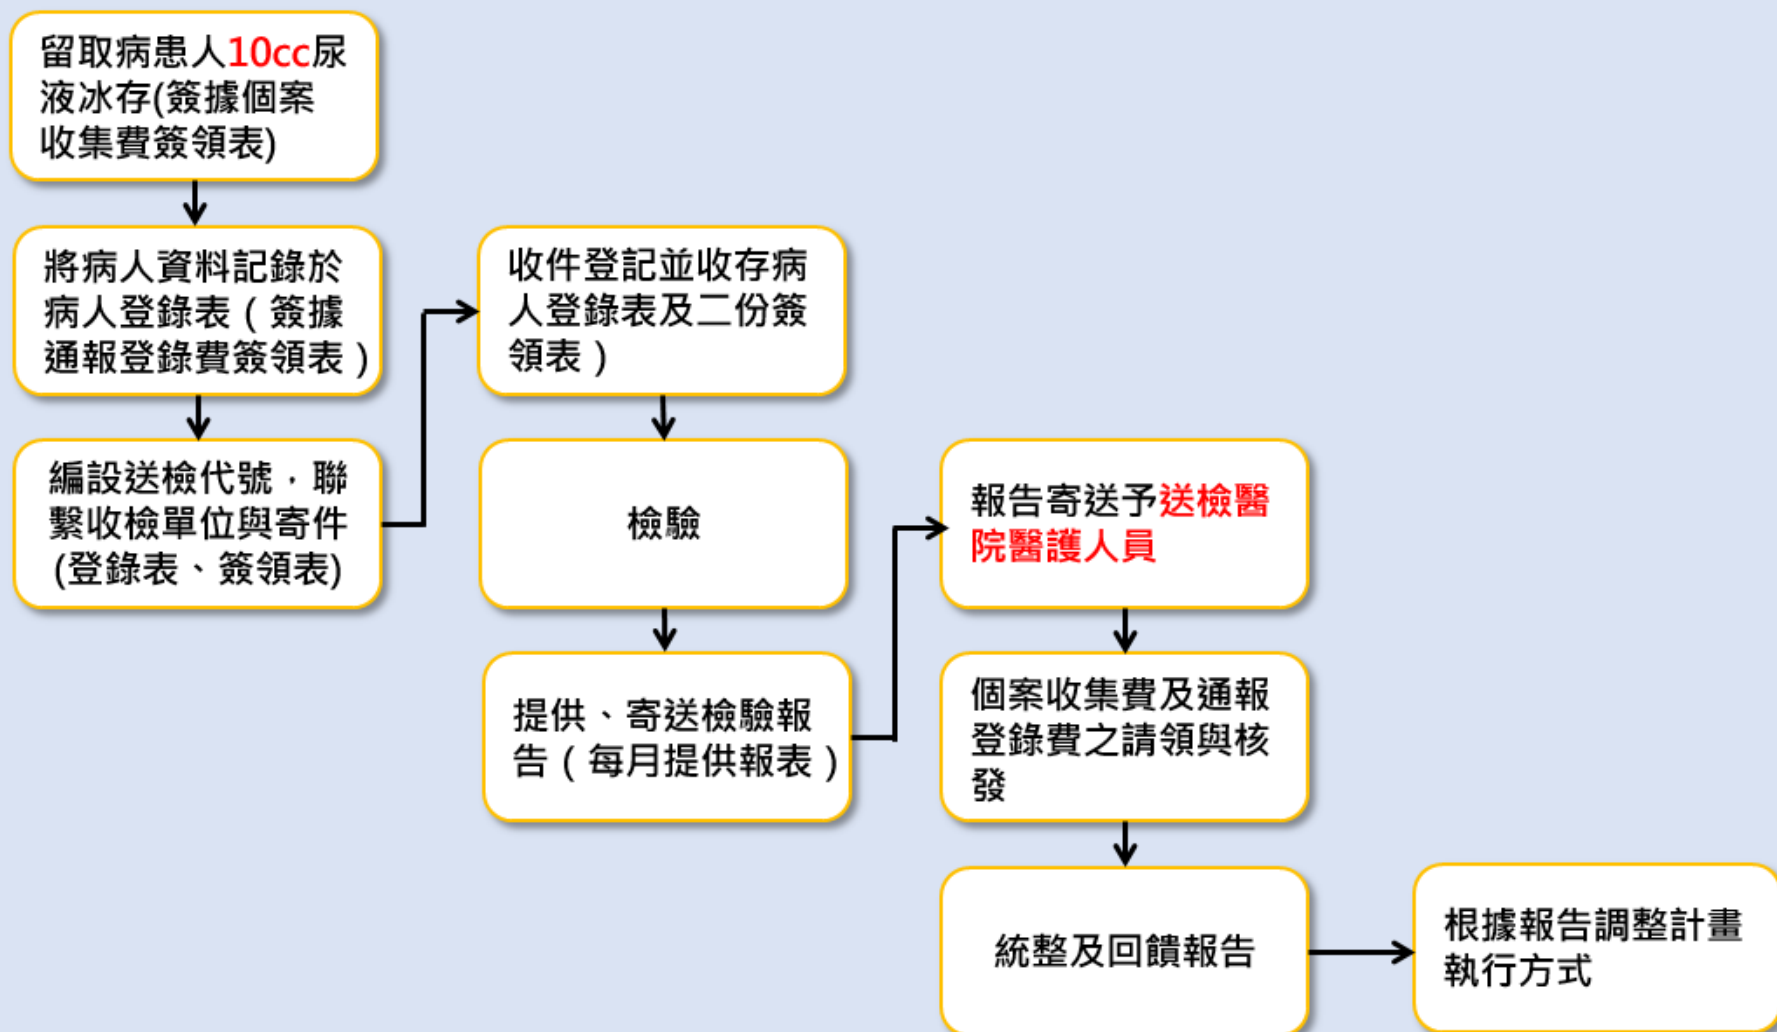 留取病患人10cc尿
液冰存(簽據個案
收集費簽領表)
將病人資料記錄於
病人登錄表（簽據
通報登錄費簽領表）
編設送檢代號，聯
繫收檢單位與寄件
(登錄表、簽領表)
收件登記並收存病
人登錄表及二份簽
領表）
檢驗
提供、寄送檢驗報
告（每月提供報表）
報告寄送予送檢醫
院醫護人員
個案收集費及通報
登錄費之請領與核
發
統整及回饋報告
根據報告調整計畫
執行方式